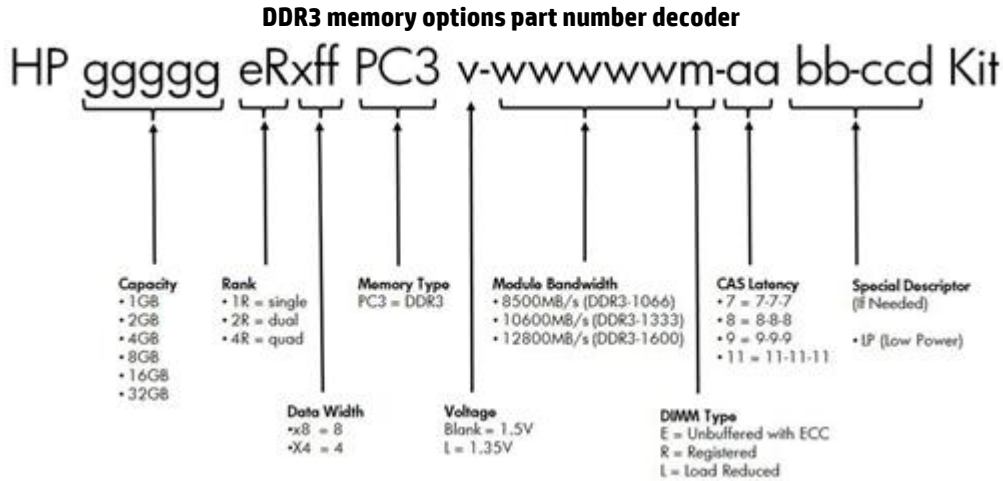 DDR3 memory options part number decoder
HP ggggg eRxff PC3 v-wwwwwm-aa bb-ccd Kit
Capacity
• 1GB
• 2GB
• 4GB
• 8GB
• 16GB
• 32GB
Rank
• 1R = single
• 2R = dual
• 4R = quad
Memory Type
PC3 = DDR3
Module Bandwidth
• 8500MB/s (DDR3-1066)
• 10600MB/s (DDR3-1333)
• 12800MB/s (DDR3-1600)
CAS Latency
• 7 = 7-7-7
• 8 = 8-8-8
• 9 = 9-9-9
• 11 = 11-11-11
Special Descriptor
(If Needed)
• LP (Low Power)
Data Width
•x8 = 8
•X4 = 4
Voltage
Blank = 1.5V
L = 1.35V
DIMM Type
E = Unbuffered with ECC
R = Registered
L = Load Reduced